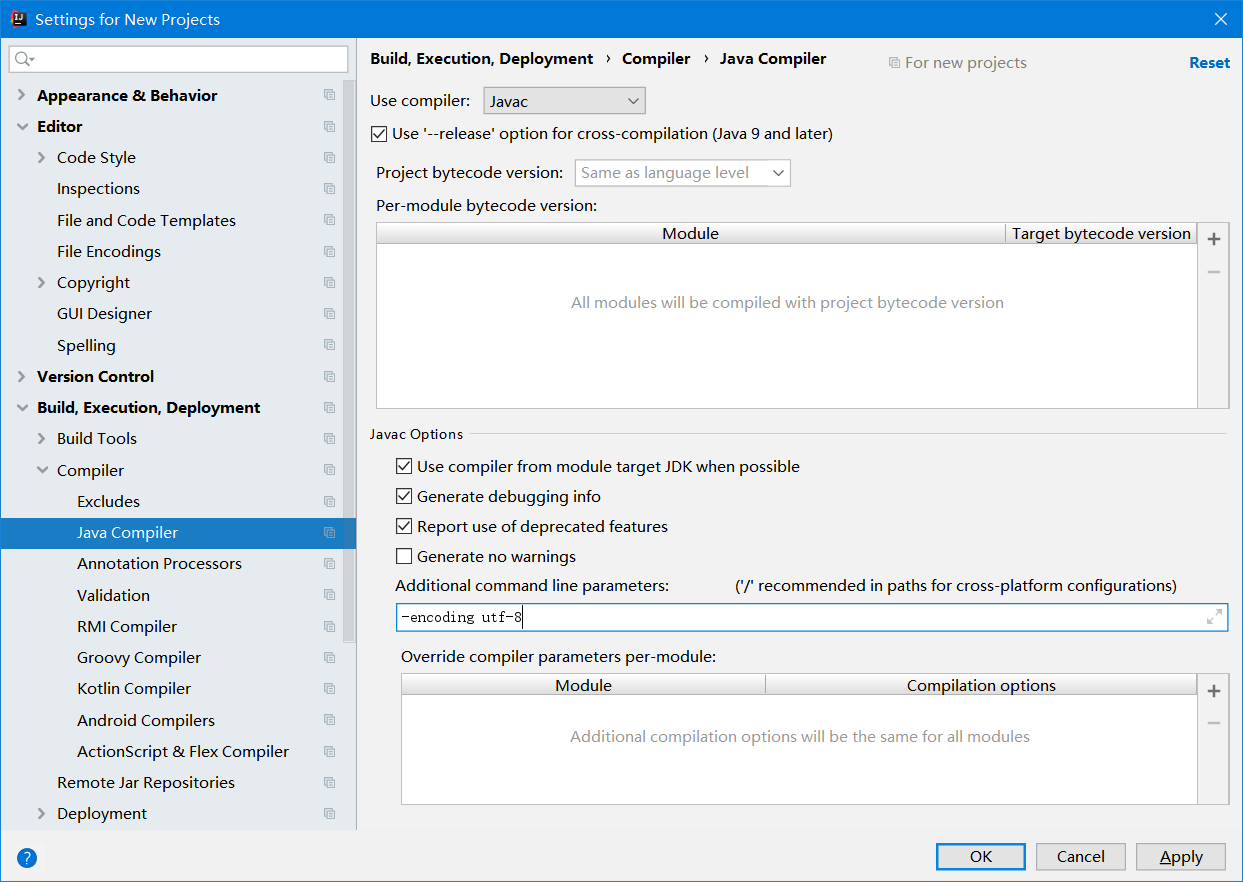 Settings for New Projects
Appearance & Behavior
Editor
Code Style
Inspections
File and Code Templates
File Encodings
Copyright
GUI Designer
Spelling
Version Control
Build, Execution, Deployment
Build Tools
Compiler
Excludes
Java Compiler
Annotation Processors
Validation
RMI Compiler
Groovy Compiler
Kotlin Compiler
Android Compilers
ActionScript & Flex Compiler
Remote Jar Repositories
Deployment
?
Build, Execution, Deployment › Compiler › Java Compiler For new projects Reset
Use compiler: Javac
Use '--release' option for cross-compilation (Java 9 and later)
Project bytecode version: Same as language level
Per-module bytecode version:
Module Target bytecode version
All modules will be compiled with project bytecode version
Javac Options
Use compiler from module target JDK when possible
Generate debugging info
Report use of deprecated features
Generate no warnings
Additional command line parameters: ('/' recommended in paths for cross-platform configurations)
-encoding utf-8
Override compiler parameters per-module:
Module Compilation options
Additional compilation options will be the same for all modules
OK Cancel Apply